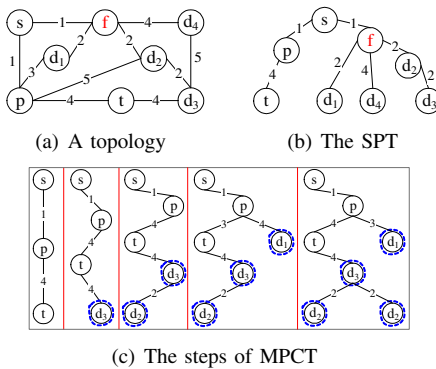 s 1 f 4 d₄
1 2 2 5
d₁ d₂
3 5 2
p 4 t 4 d₃
(a) A topology
s
1 1
p f
2 d₂
4 2 4 2
t d₁ d₄ d₃
(b) The SPT
s
1
p
4
t
s
1
p
4
t
4
d₃
s
1
p
4
t
4
d₃
2
d₂
s
1
p
4 4
t d₁
4
d₃
2
d₂
s
1
p
4 3
t d₁
4
d₃
2 2
d₂ d₂
(c) The steps of MPCT